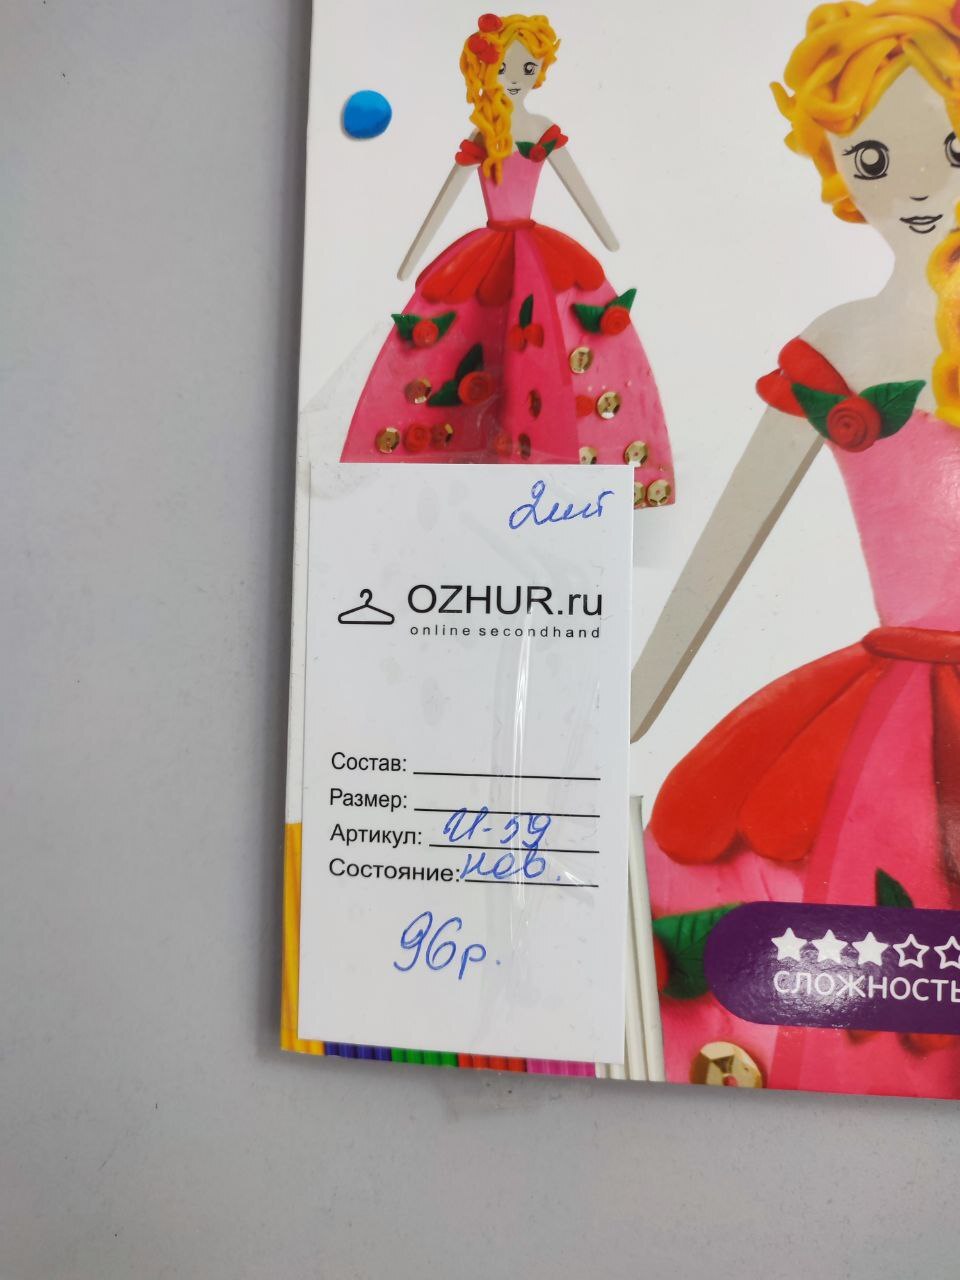 2шт
OZHUR.ru
online secondhand
Состав:
Размер:
Артикул: И-59
Состояние: нов.
96р.
СЛОЖНОСТЬ